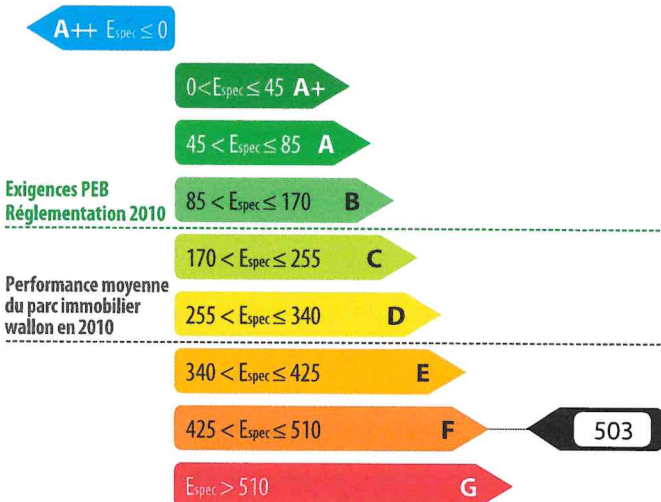 A++ Espec ≤ 0
0<Espec ≤ 45 A+
45 < Espec ≤ 85 A
Exigences PEB
Réglementation 2010
85 < Espec ≤ 170 B
170 < Espec ≤ 255 C
Performance moyenne
du parc immobilier
wallon en 2010
255 < Espec ≤ 340 D
340 < Espec ≤ 425 E
425 < Espec ≤ 510 F
503
Espec > 510 G